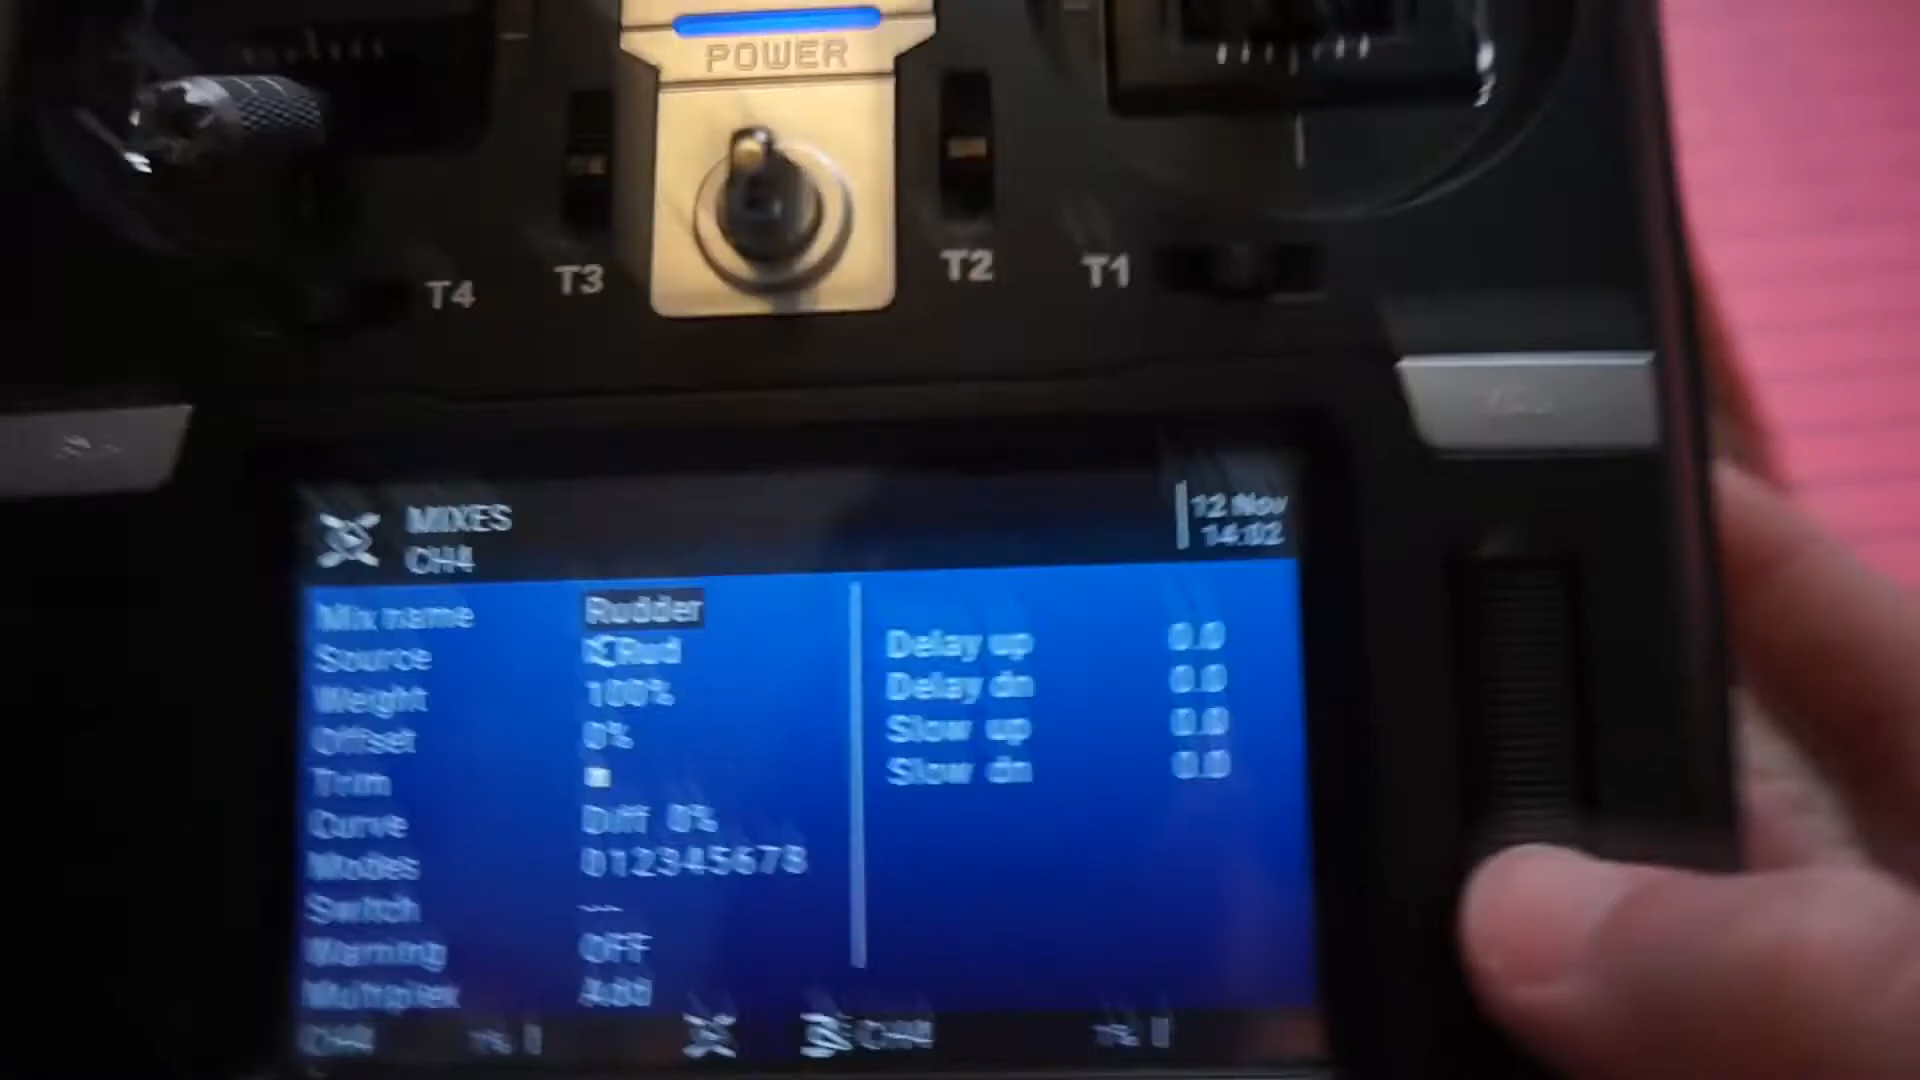 POWER
T4 T3 T2 T1
MIXES
CH4
12 Nov
14:02
Mix name Rudder
Source Rud
Weight 100%
Offset 0%
Trim
Curve Diff 0%
Modes 012345678
Switch ---
Warning OFF
Multiplex Add
Delay up 0.0
Delay dn 0.0
Slow up 0.0
Slow dn 0.0
CH4 CH4